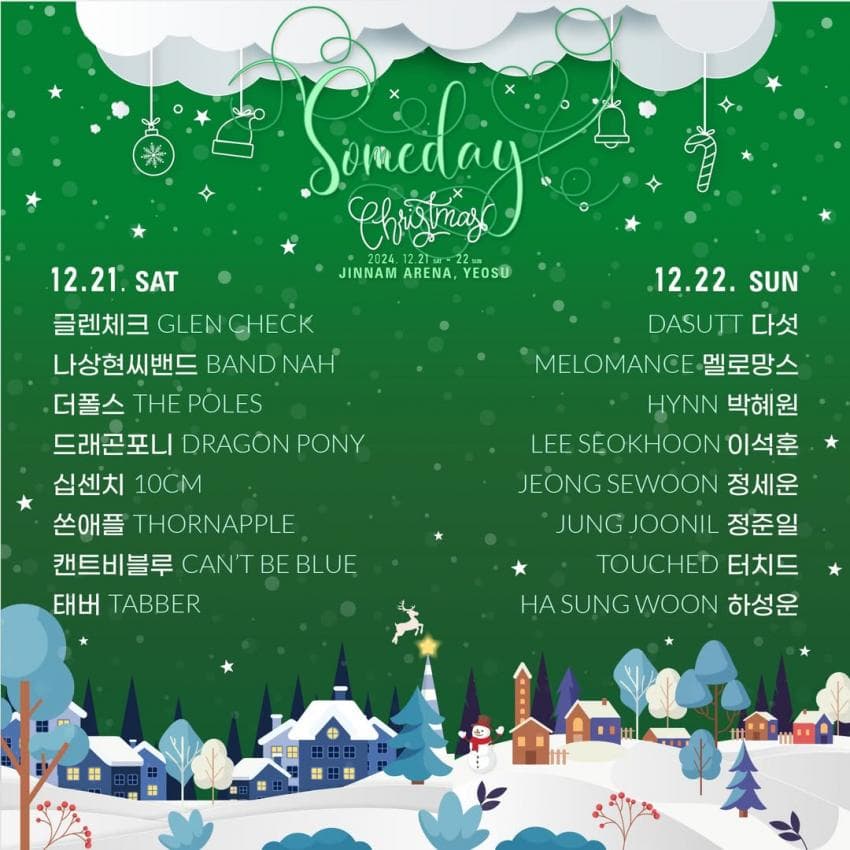 Someday
Christmas
2024. 12.21 SAT - 22 SUN
JINNAM ARENA, YEOSU
12.21. SAT
글렌체크 GLEN CHECK
나상현씨밴드 BAND NAH
더폴스 THE POLES
드래곤포니 DRAGON PONY
십센치 10CM
쏜애플 THORNAPPLE
캔트비블루 CAN'T BE BLUE
태버 TABBER
12.22. SUN
DASUTT 다섯
MELOMANCE 멜로망스
HYNN 박혜원
LEE SEOKHOON 이석훈
JEONG SEWOON 정세운
JUNG JOONIL 정준일
TOUCHED 터치드
HA SUNG WOON 하성운